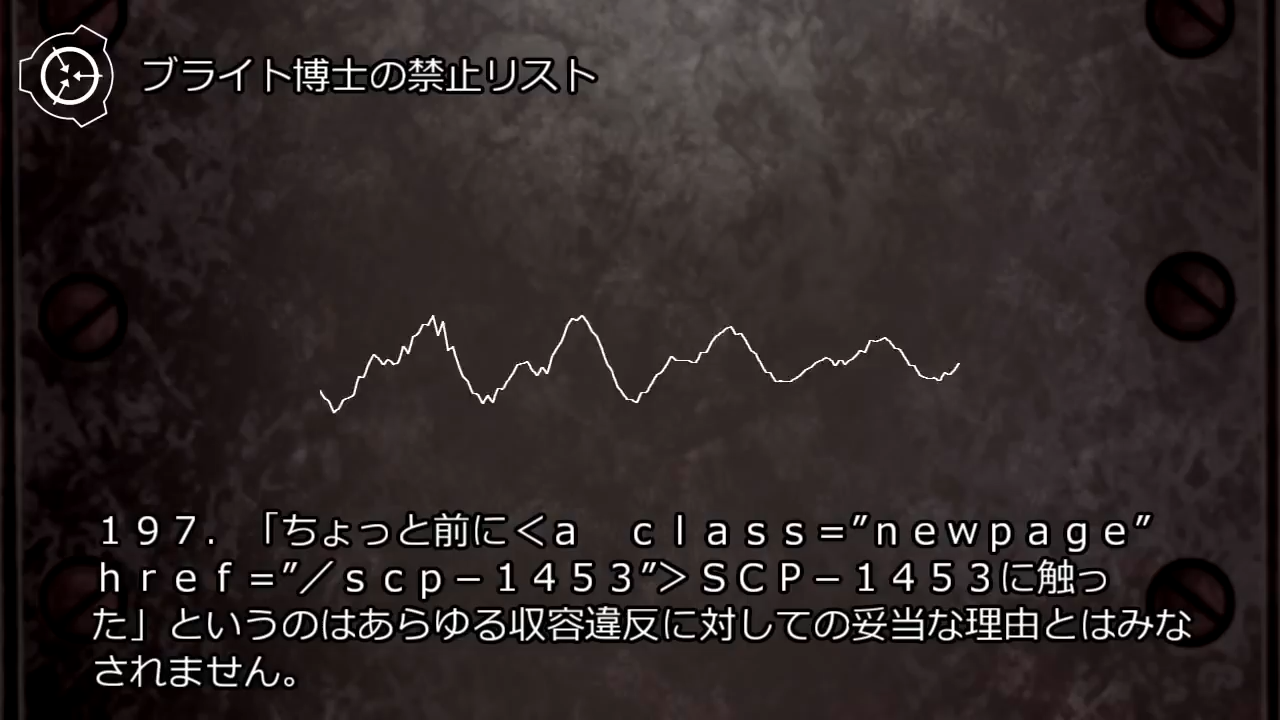 ブライト博士の禁止リスト
１９７．「ちょっと前に＜ａ　ｃｌａｓｓ＝”ｎｅｗｐａｇｅ”
ｈｒｅｆ＝”／ｓｃｐ－１４５３”＞ＳＣＰ－１４５３に触っ
た」というのはあらゆる収容違反に対しての妥当な理由とはみな
されません。